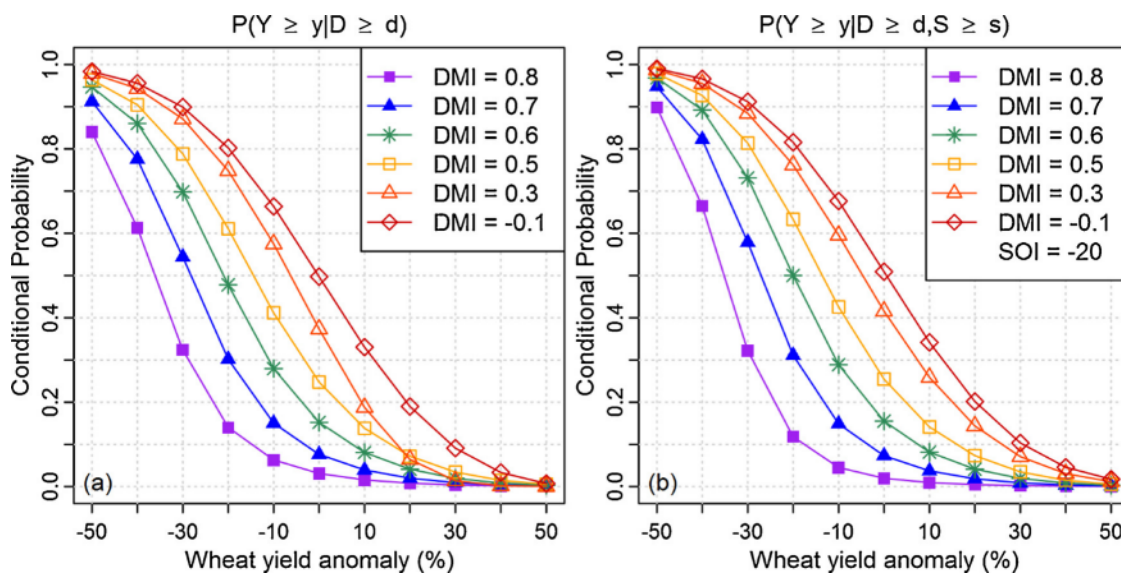 P(Y ≥ y|D ≥ d)
Conditional Probability
1.0
0.8
0.6
0.4
0.2
0.0
DMI = 0.8
DMI = 0.7
DMI = 0.6
DMI = 0.5
DMI = 0.3
DMI = -0.1
(a)
-50 -30 -10 10 30 50
Wheat yield anomaly (%)
P(Y ≥ y|D ≥ d,S ≥ s)
Conditional Probability
1.0
0.8
0.6
0.4
0.2
0.0
DMI = 0.8
DMI = 0.7
DMI = 0.6
DMI = 0.5
DMI = 0.3
DMI = -0.1
SOI = -20
(b)
-50 -30 -10 10 30 50
Wheat yield anomaly (%)